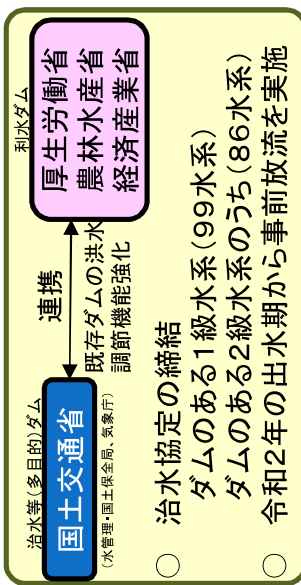 治水等(多目的)ダム
国土交通省
(水管理・国土保全局、気象庁)
連携
既存ダムの洪水
調節機能強化
利水ダム
厚生労働省
農林水産省
経済産業省
○ 治水協定の締結
ダムのある1級水系(99水系)
ダムのある2級水系のうち(86水系)
○ 令和2年の出水期から事前放流を実施